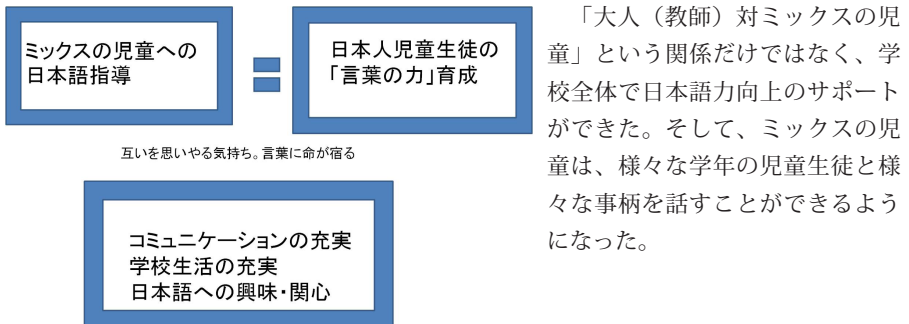 ミックスの児童への
日本語指導
=
日本人児童生徒の
「言葉の力」育成
互いを思いやる気持ち。言葉に命が宿る
コミュニケーションの充実
学校生活の充実
日本語への興味・関心
「大人（教師）対ミックスの児
童」という関係だけではなく、学
校全体で日本語力向上のサポート
ができた。そして、ミックスの児
童は、様々な学年の児童生徒と様
々な事柄を話すことができるよう
になった。